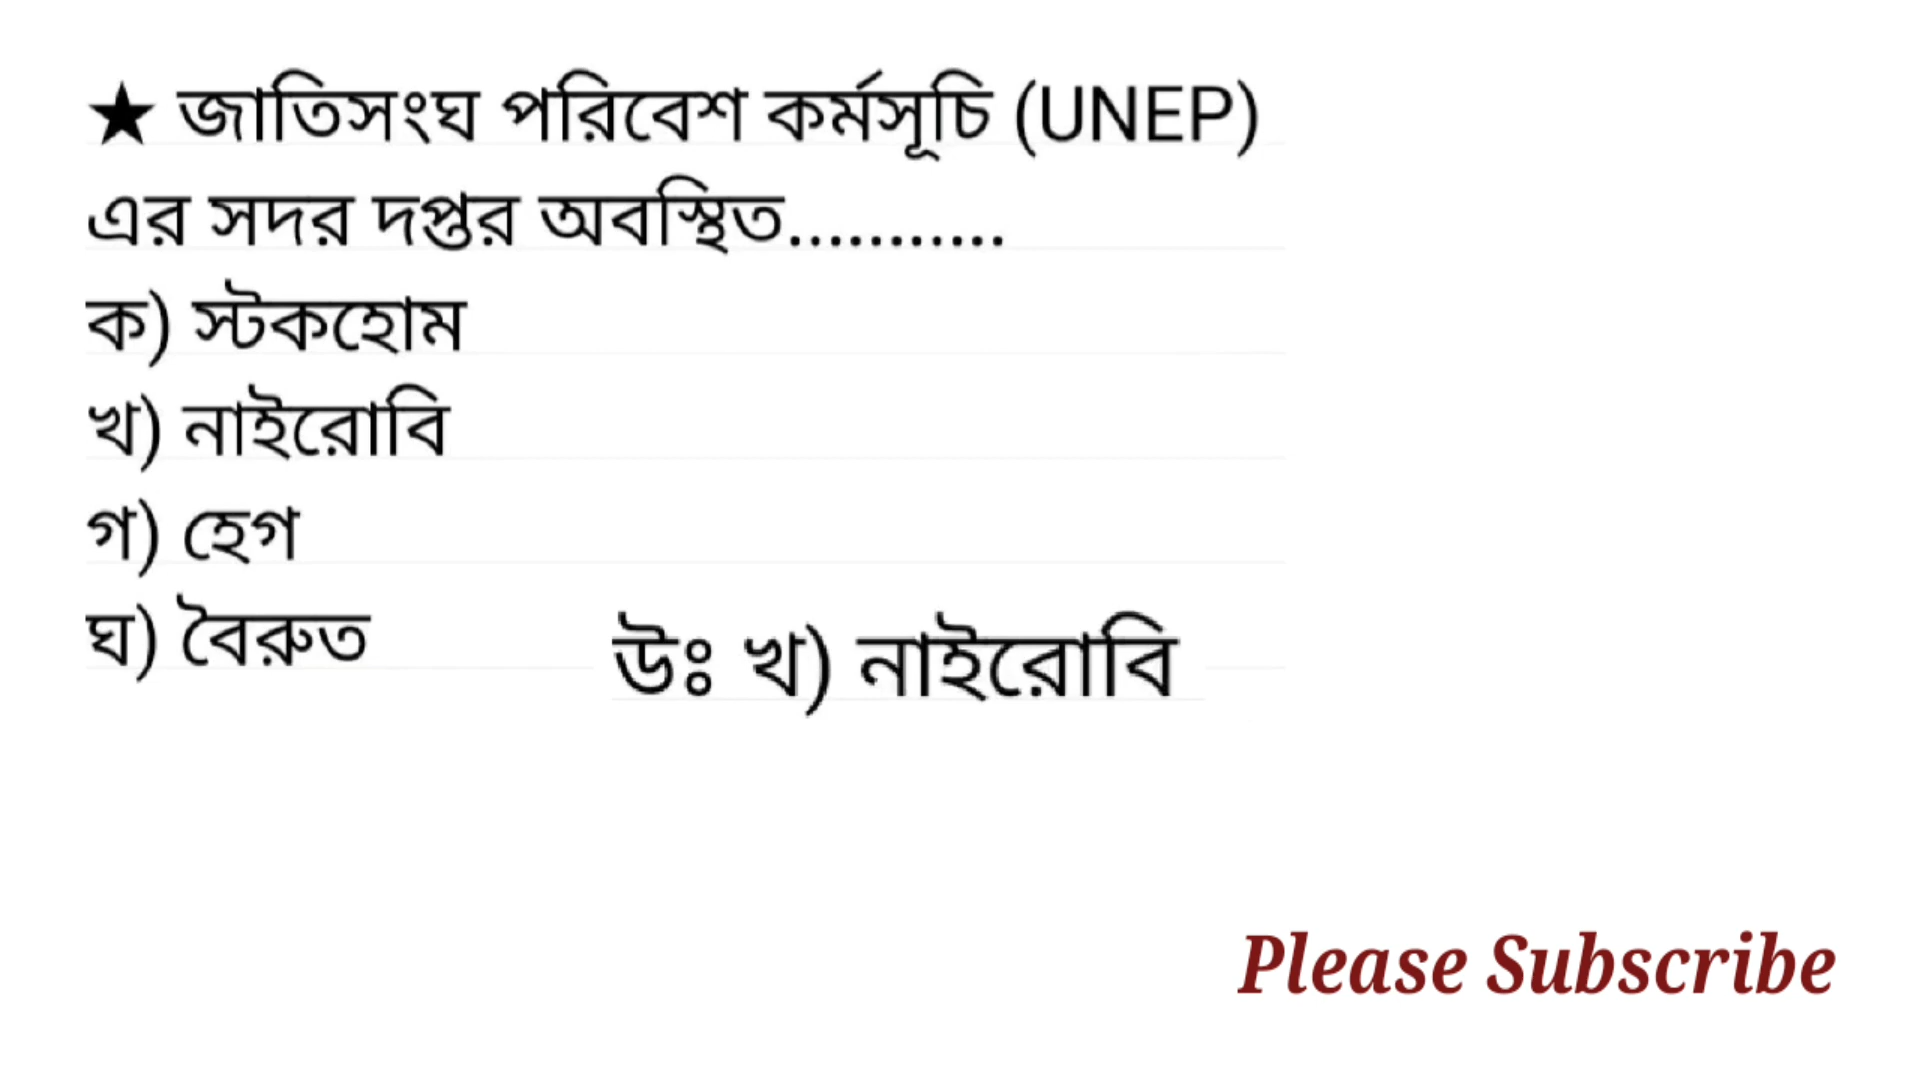 ★ জাতিসংঘ পরিবেশ কর্মসূচি (UNEP)
এর সদর দপ্তর অবস্থিত...........
ক) স্টকহোম
খ) নাইরোবি
গ) হেগ
ঘ) বৈরুত
উঃ খ) নাইরোবি
Please Subscribe